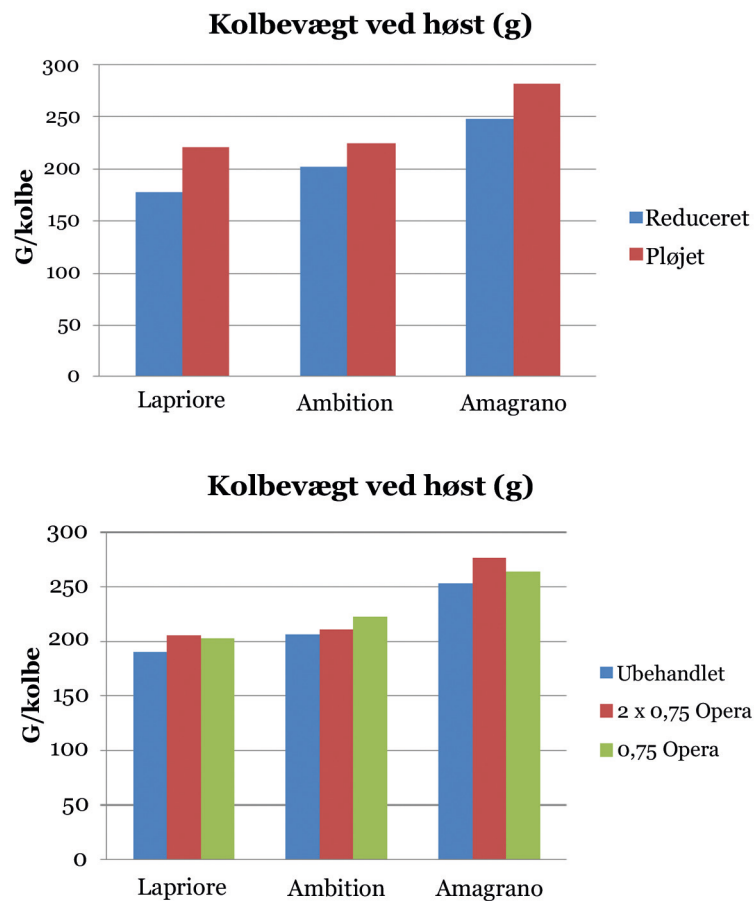 Kolbevægt ved høst (g)
300
250
200
150
100
50
0
G/kolbe
Lapriore
Ambition
Amagrano
Reduceret
Pløjet
Kolbevægt ved høst (g)
300
250
200
150
100
50
0
G/kolbe
Lapriore
Ambition
Amagrano
Ubehandlet
2 x 0,75 Opera
0,75 Opera